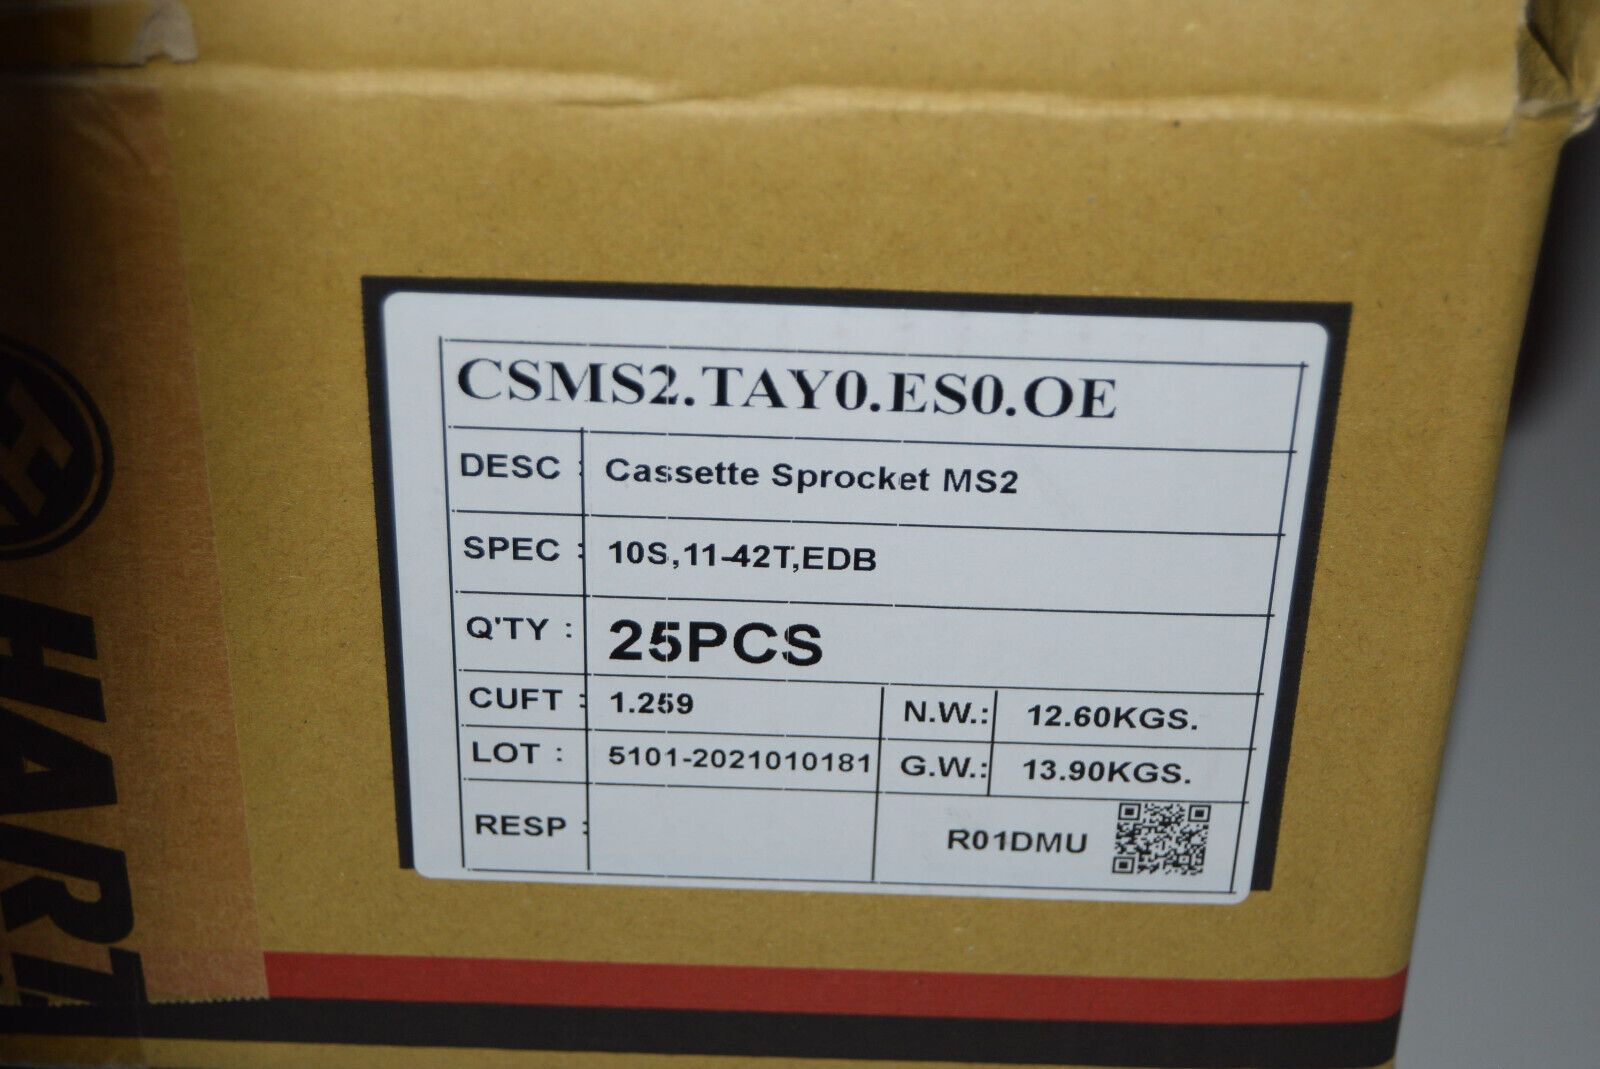 CSMS2.TAY0.ES0.OE
DESC : Cassette Sprocket MS2
SPEC : 10S,11-42T,EDB
Q'TY : 25PCS
CUFT : 1.259 N.W.: 12.60KGS.
LOT : 5101-2021010181 G.W.: 13.90KGS.
RESP : R01DMU